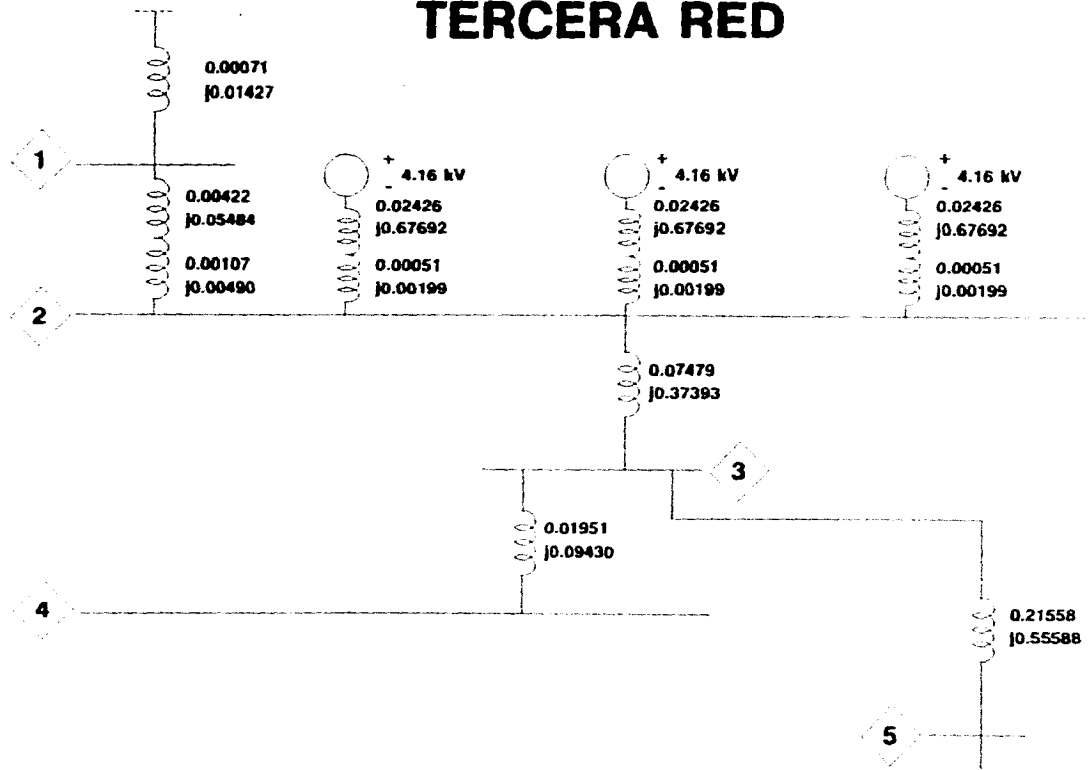 TERCERA RED
0.00071
j0.01427
1
0.00422
j0.05484
0.00107
j0.00490
+
4.16 kV
-
0.02426
j0.67692
0.00051
j0.00199
+
4.16 kV
-
0.02426
j0.67692
0.00051
j0.00199
+
4.16 kV
-
0.02426
j0.67692
0.00051
j0.00199
2
0.07479
j0.37393
3
0.01951
j0.09430
4
0.21558
j0.55588
5